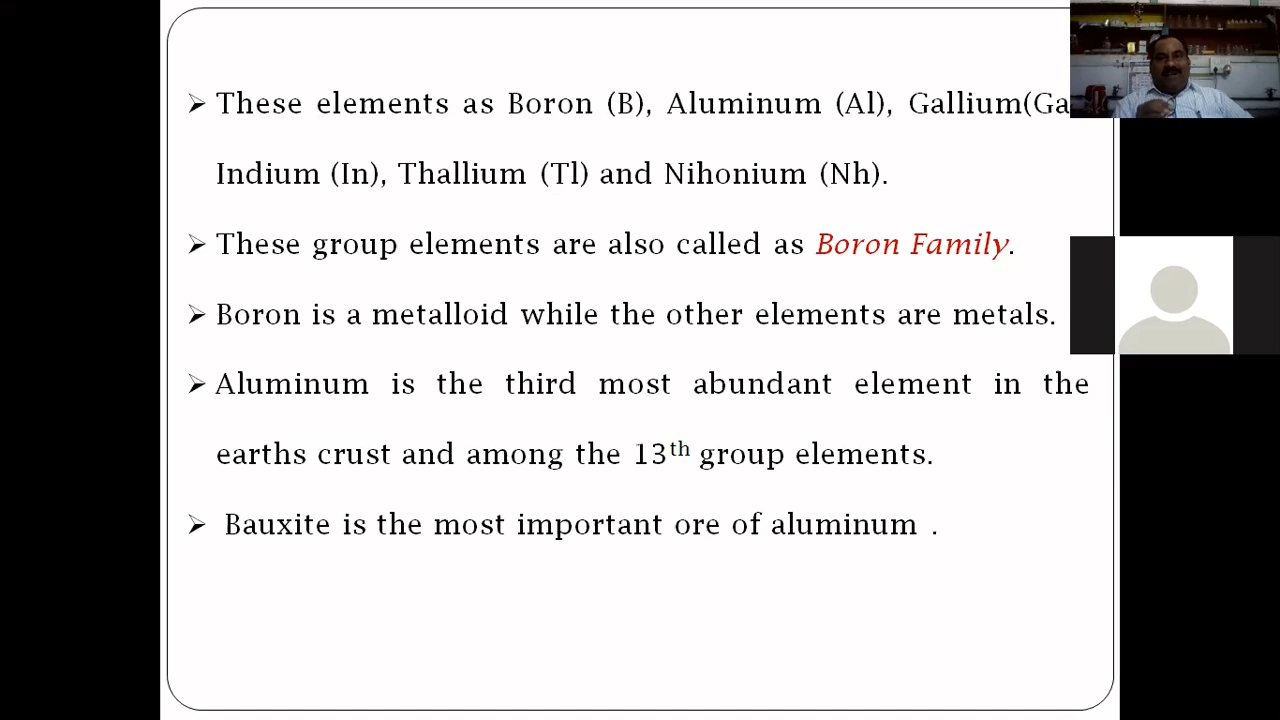 ➢ These elements as Boron (B), Aluminum (Al), Gallium(Ga
Indium (In), Thallium (Tl) and Nihonium (Nh).
➢ These group elements are also called as Boron Family.
➢ Boron is a metalloid while the other elements are metals.
➢ Aluminum is the third most abundant element in the
earths crust and among the 13th group elements.
➢ Bauxite is the most important ore of aluminum .